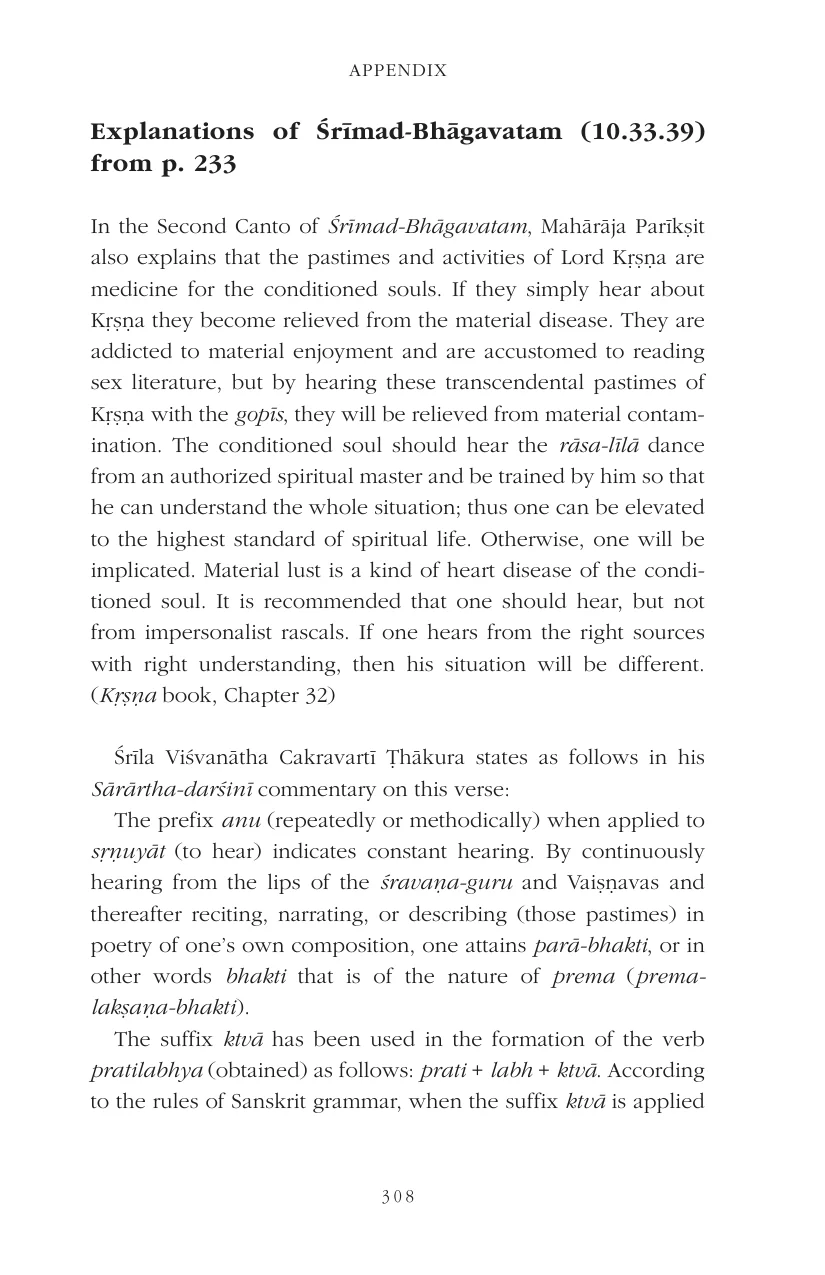 APPENDIX
Explanations of Śrīmad-Bhāgavatam (10.33.39)
from p. 233
In the Second Canto of Śrīmad-Bhāgavatam, Mahārāja Parīkṣit
also explains that the pastimes and activities of Lord Kṛṣṇa are
medicine for the conditioned souls. If they simply hear about
Kṛṣṇa they become relieved from the material disease. They are
addicted to material enjoyment and are accustomed to reading
sex literature, but by hearing these transcendental pastimes of
Kṛṣṇa with the gopīs, they will be relieved from material contam-
ination. The conditioned soul should hear the rāsa-līlā dance
from an authorized spiritual master and be trained by him so that
he can understand the whole situation; thus one can be elevated
to the highest standard of spiritual life. Otherwise, one will be
implicated. Material lust is a kind of heart disease of the condi-
tioned soul. It is recommended that one should hear, but not
from impersonalist rascals. If one hears from the right sources
with right understanding, then his situation will be different.
(Kṛṣṇa book, Chapter 32)
Śrīla Viśvanātha Cakravartī Ṭhākura states as follows in his
Sārārtha-darśinī commentary on this verse:
The prefix anu (repeatedly or methodically) when applied to
sṛṇuyāt (to hear) indicates constant hearing. By continuously
hearing from the lips of the śravaṇa-guru and Vaiṣṇavas and
thereafter reciting, narrating, or describing (those pastimes) in
poetry of one’s own composition, one attains parā-bhakti, or in
other words bhakti that is of the nature of prema (prema-
lakṣaṇa-bhakti).
The suffix ktvā has been used in the formation of the verb
pratilabhya (obtained) as follows: prati + labh + ktvā. According
to the rules of Sanskrit grammar, when the suffix ktvā is applied
308